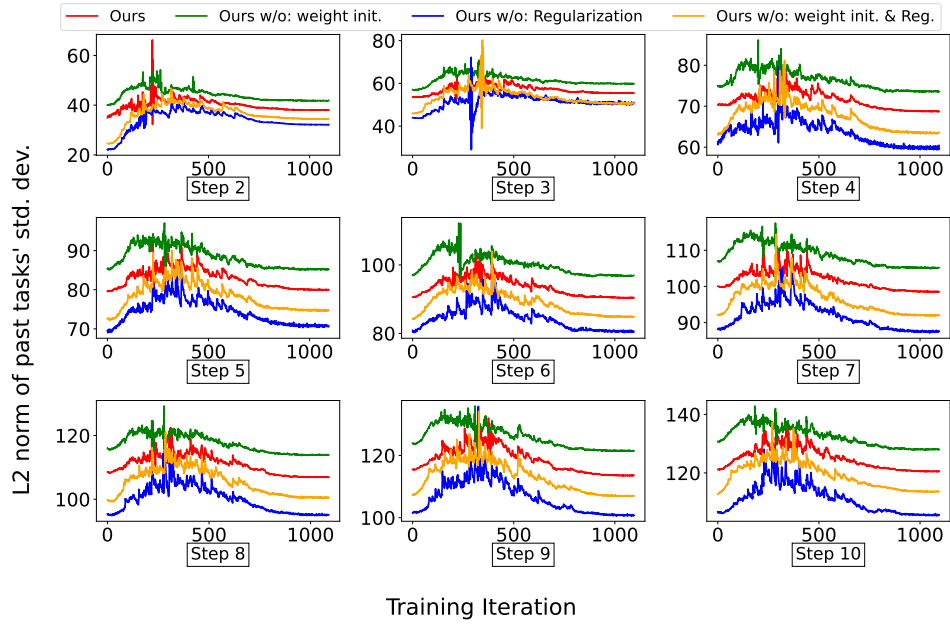 Ours Ours w/o: weight init. Ours w/o: Regularization Ours w/o: weight init. & Reg.
L2 norm of past tasks' std. dev.
60
40
20
0 500 1000
Step 2
80
60
40
0 500 1000
Step 3
80
70
60
0 500 1000
Step 4
90
80
70
0 500 1000
Step 5
100
80
0 500 1000
Step 6
110
100
90
0 500 1000
Step 7
120
100
0 500 1000
Step 8
120
100
0 500 1000
Step 9
140
120
0 500 1000
Step 10
Training Iteration